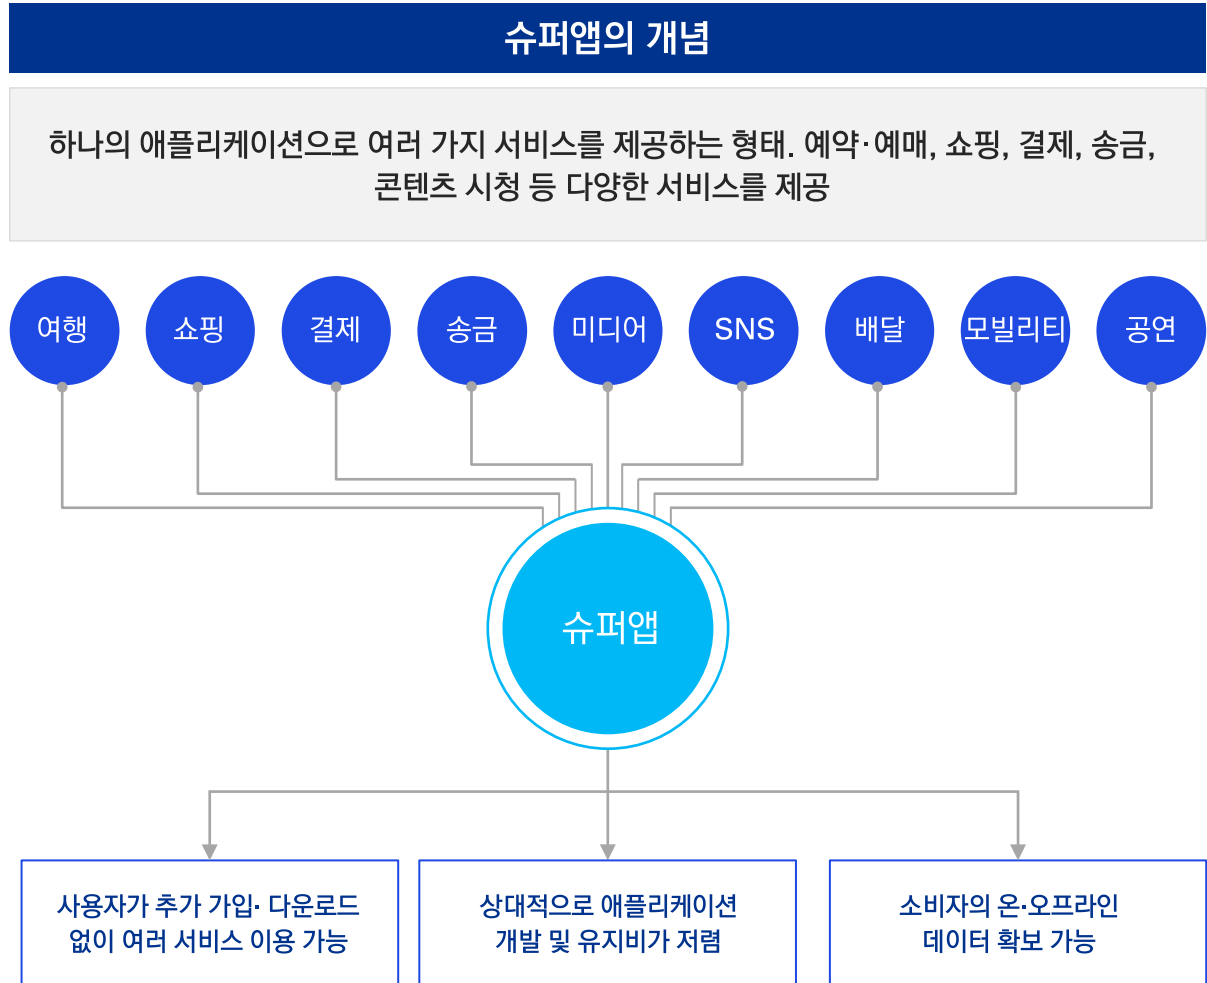 슈퍼앱의 개념
하나의 애플리케이션으로 여러 가지 서비스를 제공하는 형태. 예약·예매, 쇼핑, 결제, 송금,
콘텐츠 시청 등 다양한 서비스를 제공
여행
쇼핑
결제
송금
미디어
SNS
배달
모빌리티
공연
슈퍼앱
사용자가 추가 가입· 다운로드
없이 여러 서비스 이용 가능
상대적으로 애플리케이션
개발 및 유지비가 저렴
소비자의 온·오프라인
데이터 확보 가능